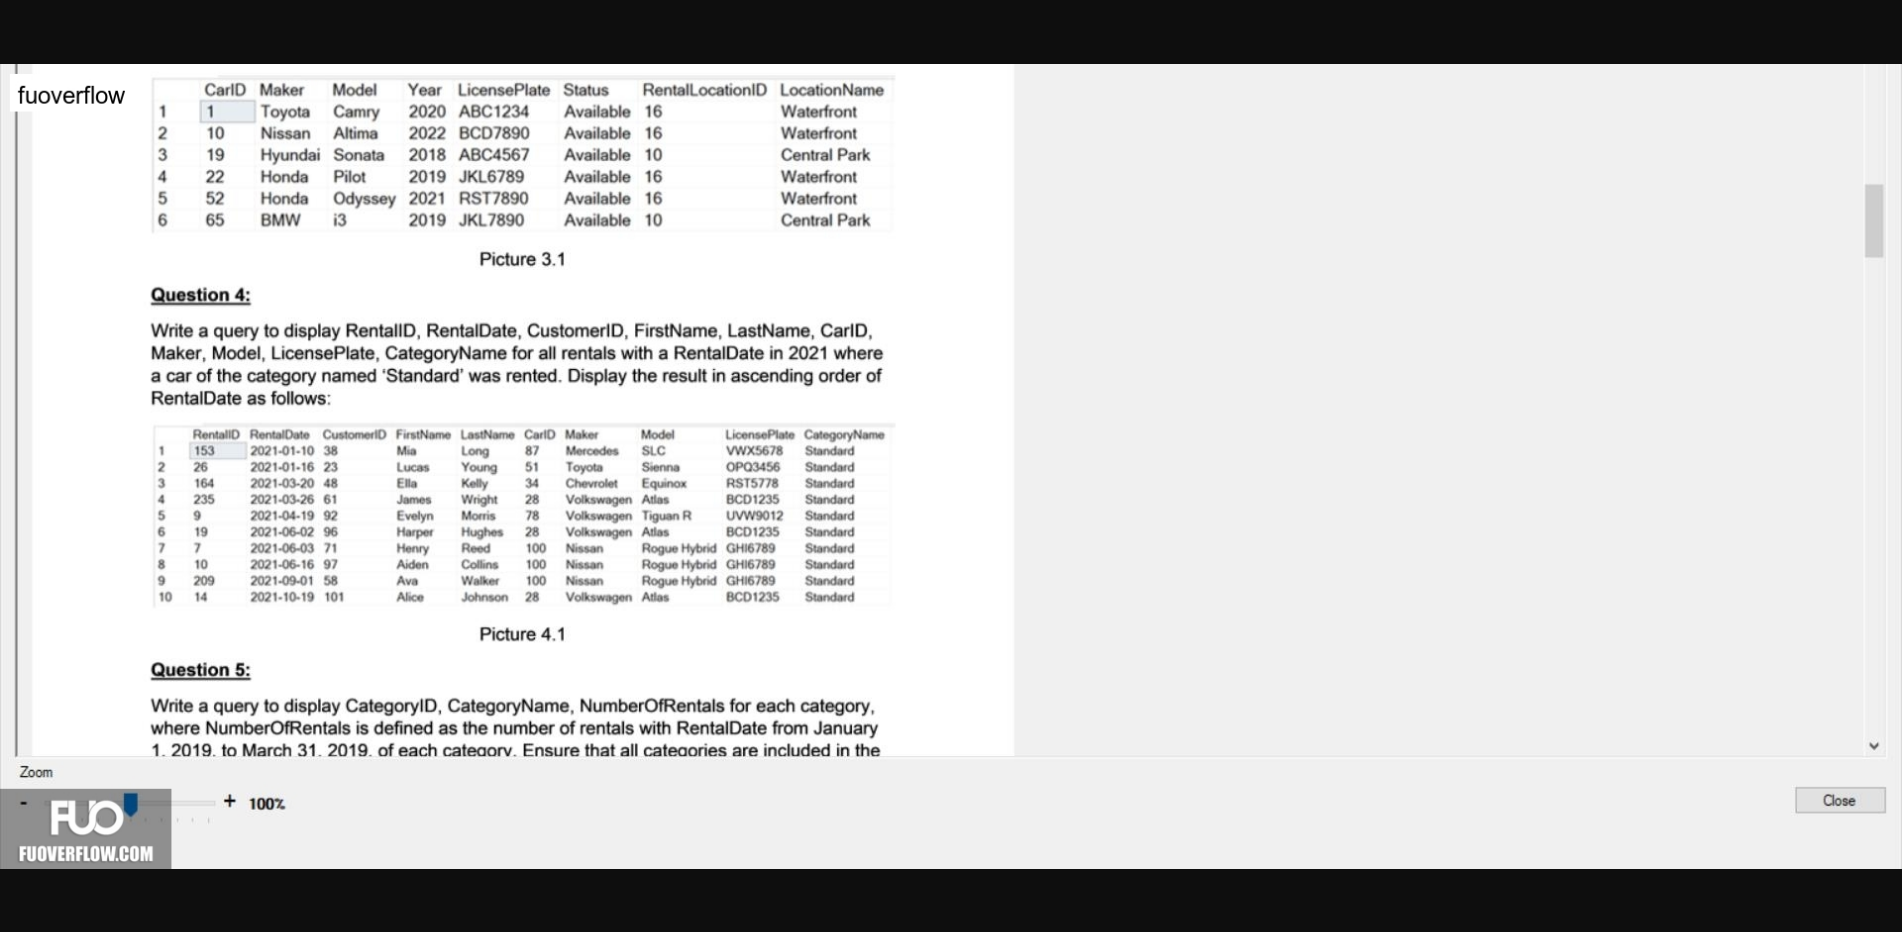 fuoverflow
CarID Maker Model Year LicensePlate Status RentalLocationID LocationName
1 1 Toyota Camry 2020 ABC1234 Available 16 Waterfront
2 10 Nissan Altima 2022 BCD7890 Available 16 Waterfront
3 19 Hyundai Sonata 2018 ABC4567 Available 10 Central Park
4 22 Honda Pilot 2019 JKL6789 Available 16 Waterfront
5 52 Honda Odyssey 2021 RST7890 Available 16 Waterfront
6 65 BMW i3 2019 JKL7890 Available 10 Central Park
Picture 3.1
Question 4:
Write a query to display RentalID, RentalDate, CustomerID, FirstName, LastName, CarID,
Maker, Model, LicensePlate, CategoryName for all rentals with a RentalDate in 2021 where
a car of the category named ‘Standard’ was rented. Display the result in ascending order of
RentalDate as follows:
RentalID RentalDate CustomerID FirstName LastName CarID Maker Model LicensePlate CategoryName
1 153 2021-01-10 38 Mia Long 87 Mercedes SLC VWX5678 Standard
2 26 2021-01-16 23 Lucas Young 51 Toyota Sienna OPQ3456 Standard
3 164 2021-03-20 48 Ella Kelly 34 Chevrolet Equinox RST5778 Standard
4 235 2021-03-26 61 James Wright 28 Volkswagen Atlas BCD1235 Standard
5 9 2021-04-19 92 Evelyn Morris 78 Volkswagen Tiguan R UVW9012 Standard
6 19 2021-06-02 96 Harper Hughes 28 Volkswagen Atlas BCD1235 Standard
7 7 2021-06-03 71 Henry Reed 100 Nissan Rogue Hybrid GHI6789 Standard
8 10 2021-06-16 97 Aiden Collins 100 Nissan Rogue Hybrid GHI6789 Standard
9 209 2021-09-01 58 Ava Walker 100 Nissan Rogue Hybrid GHI6789 Standard
10 14 2021-10-19 101 Alice Johnson 28 Volkswagen Atlas BCD1235 Standard
Picture 4.1
Question 5:
Write a query to display CategoryID, CategoryName, NumberOfRentals for each category,
where NumberOfRentals is defined as the number of rentals with RentalDate from January
1, 2019, to March 31, 2019, of each category. Ensure that all categories are included in the
Zoom
- + 100%
Close
FUO
FUOVERFLOW.COM